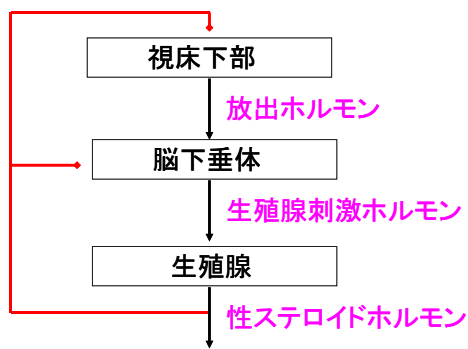 視床下部
放出ホルモン
脳下垂体
生殖腺刺激ホルモン
生殖腺
性ステロイドホルモン